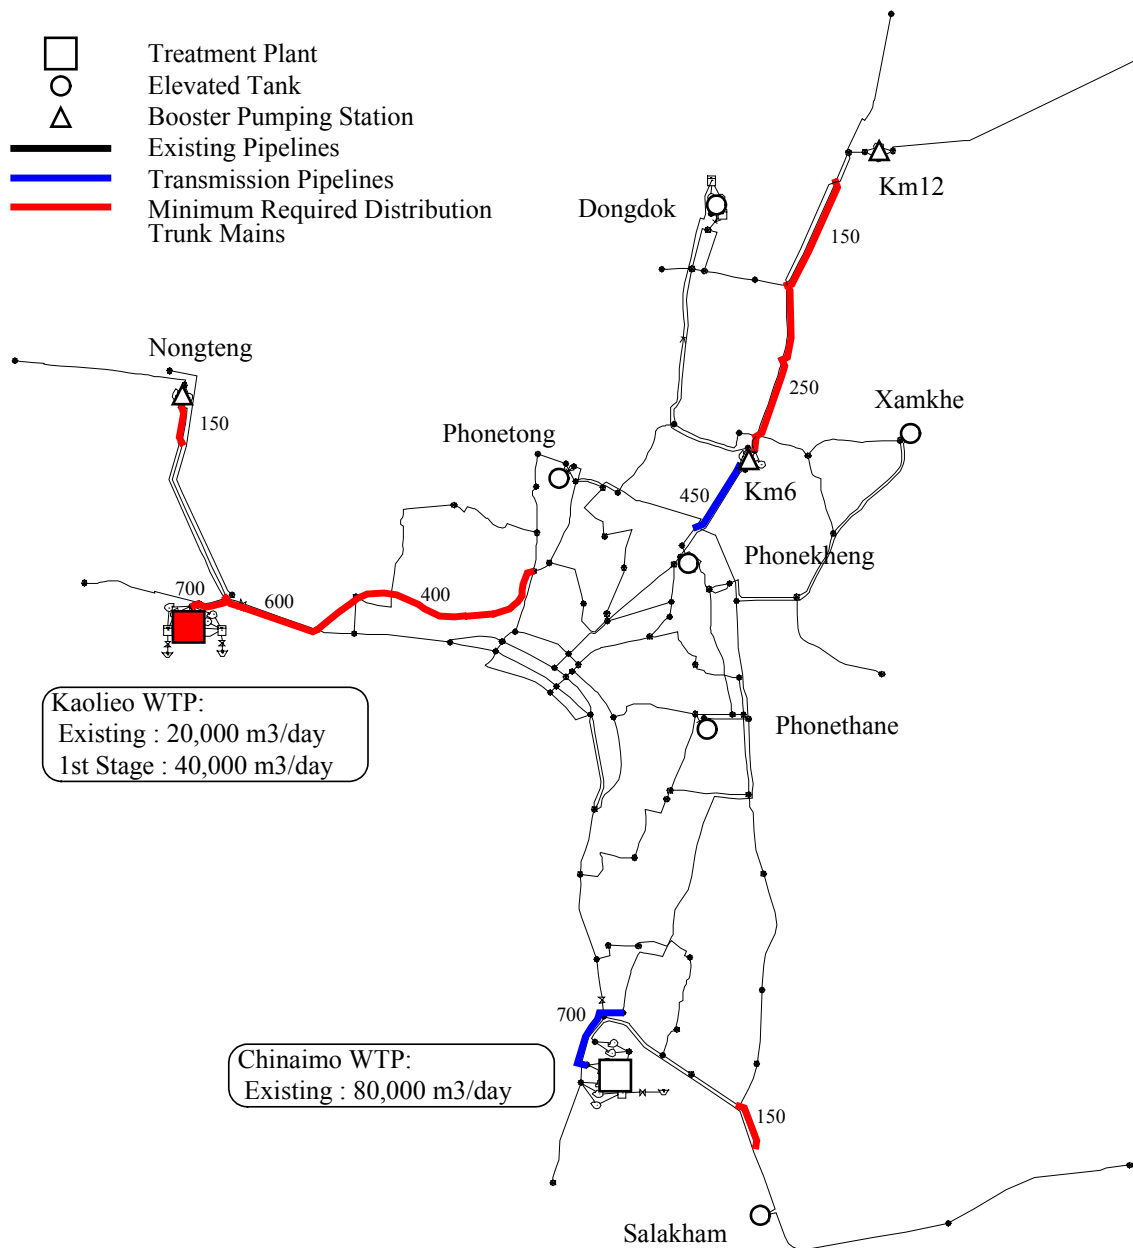 Treatment Plant
Elevated Tank
Booster Pumping Station
Existing Pipelines
Transmission Pipelines
Minimum Required Distribution
Trunk Mains
Km12
Dongdok
150
Nongteng
250
Xamkhe
150
Phonetong
450
Km6
Phonekheng
700
600
400
Kaolieo WTP:
Existing : 20,000 m3/day
1st Stage : 40,000 m3/day
Phonethane
700
Chinaimo WTP:
Existing : 80,000 m3/day
150
Salakham